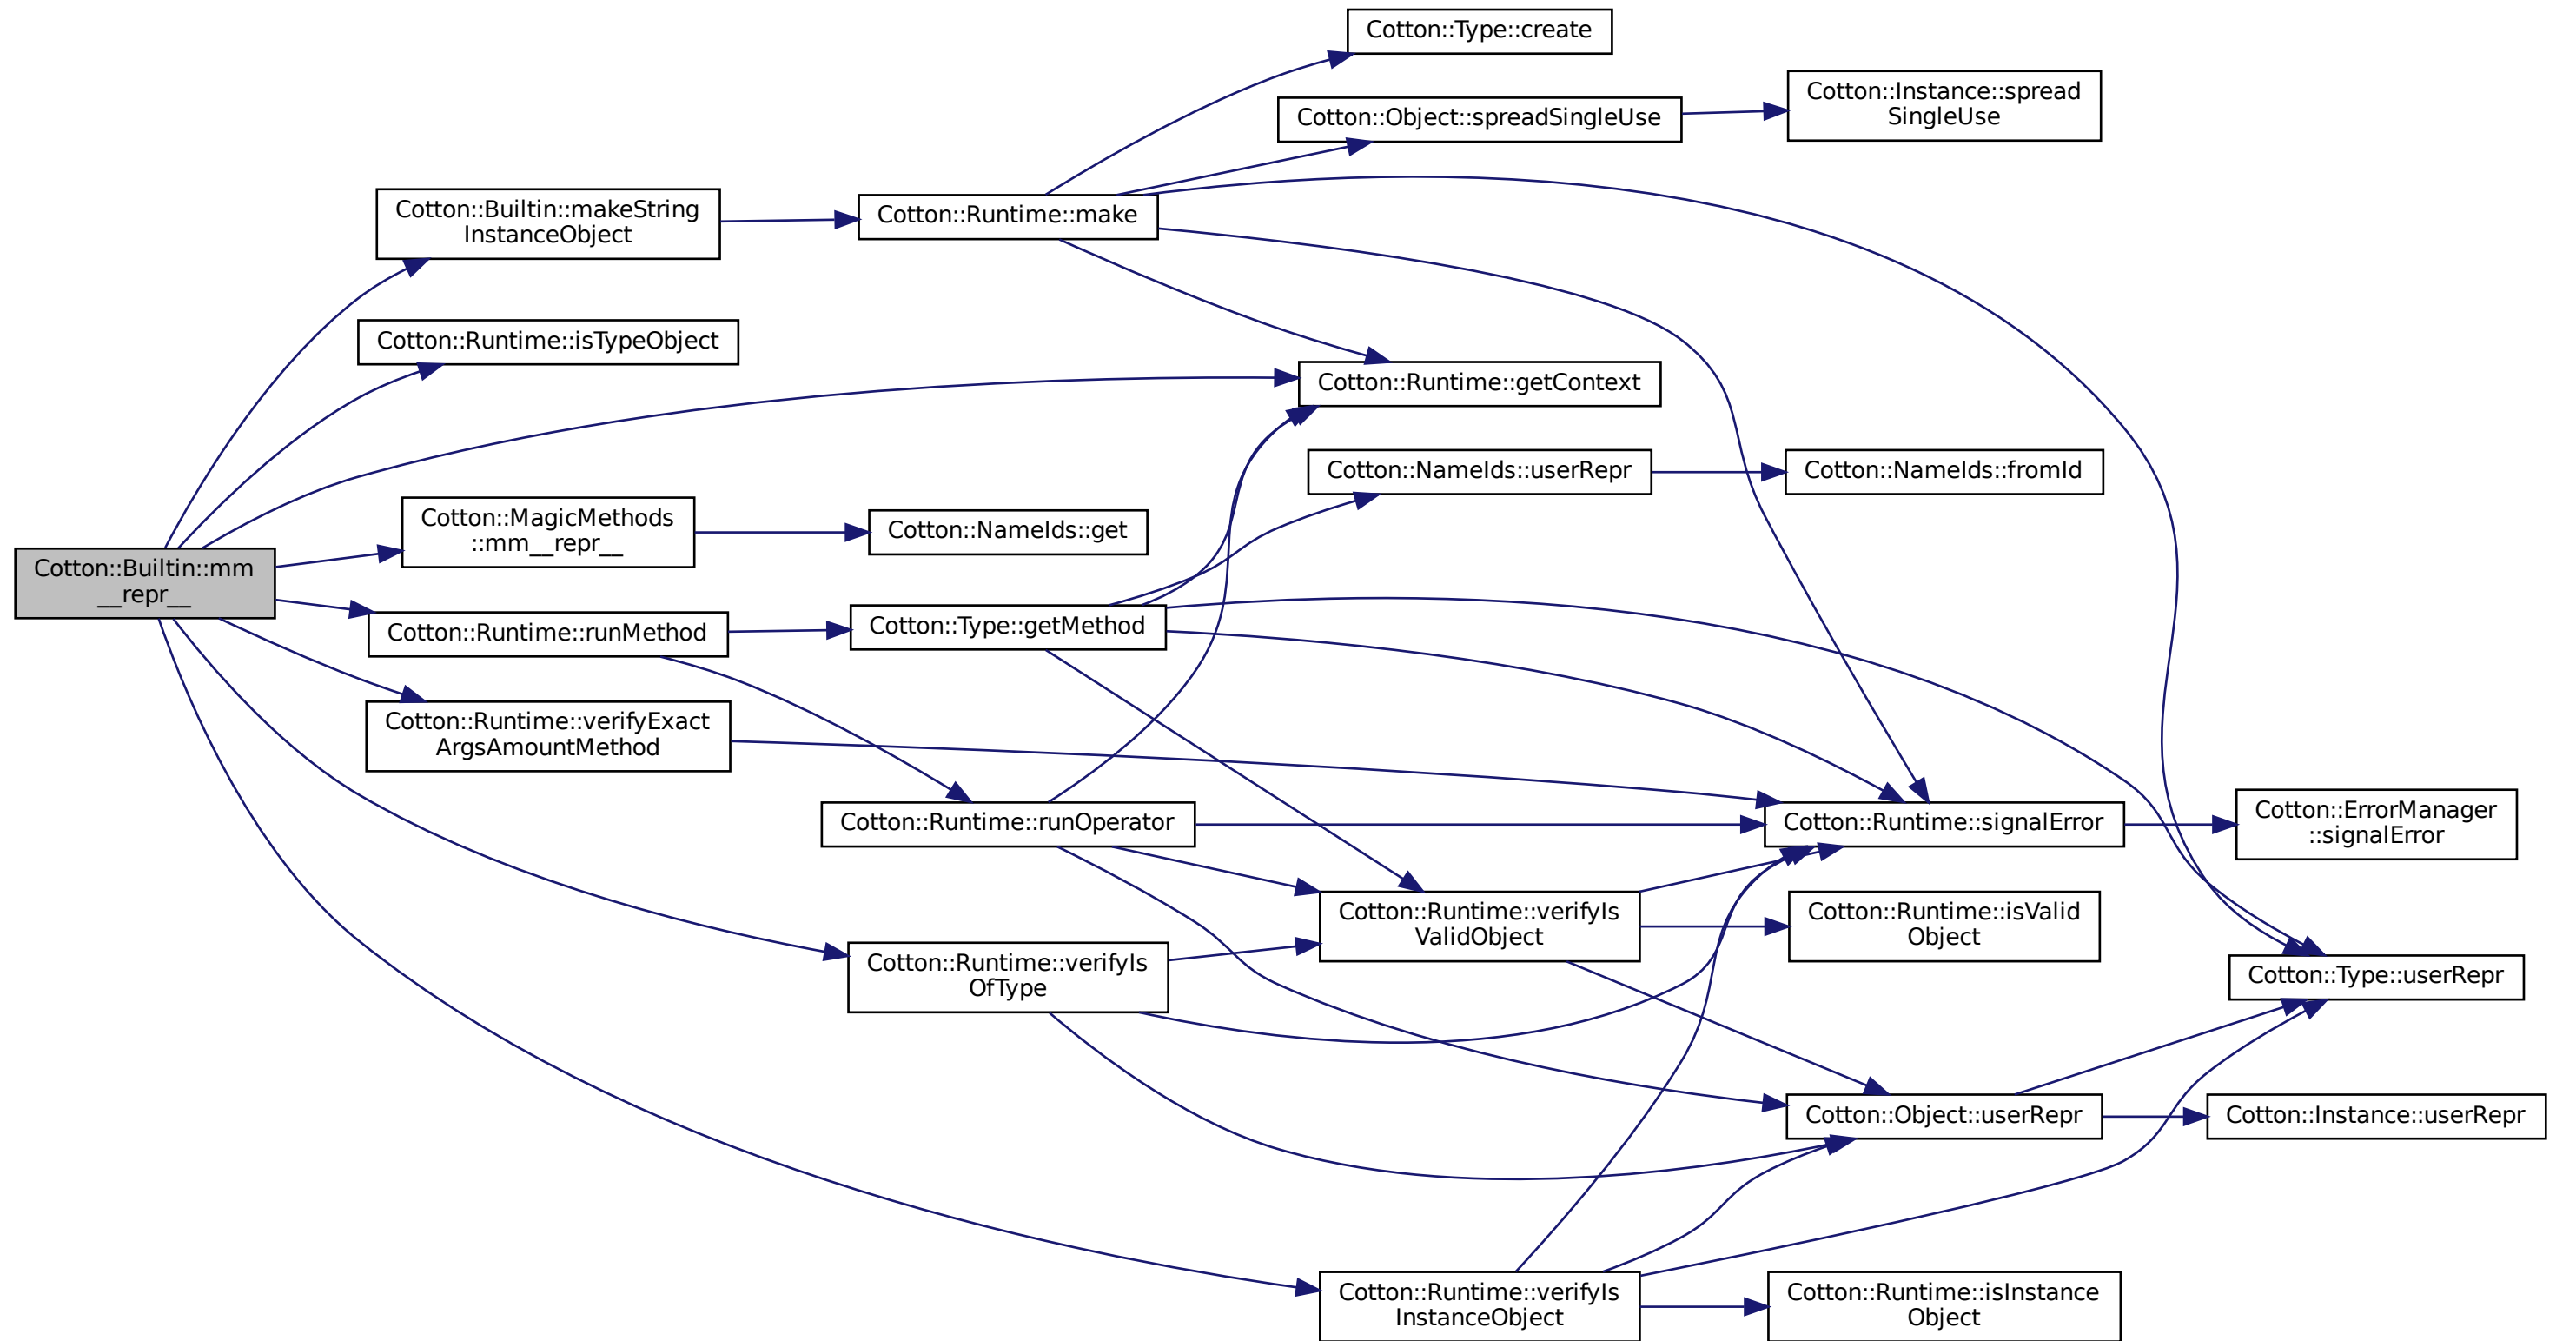 Cotton::Type::create
Cotton::Instance::spread
SingleUse
Cotton::Object::spreadSingleUse
Cotton::Builtin::makeString
InstanceObject
Cotton::Runtime::make
Cotton::Runtime::isTypeObject
Cotton::Runtime::getContext
Cotton::NameIds::userRepr
Cotton::NameIds::fromId
Cotton::MagicMethods
::mm__repr__
Cotton::NameIds::get
Cotton::Builtin::mm
__repr__
Cotton::Runtime::runMethod
Cotton::Type::getMethod
Cotton::Runtime::verifyExact
ArgsAmountMethod
Cotton::Runtime::runOperator
Cotton::Runtime::signalError
Cotton::ErrorManager
::signalError
Cotton::Runtime::verifyIs
ValidObject
Cotton::Runtime::isValid
Object
Cotton::Runtime::verifyIs
OfType
Cotton::Type::userRepr
Cotton::Object::userRepr
Cotton::Instance::userRepr
Cotton::Runtime::verifyIs
InstanceObject
Cotton::Runtime::isInstance
Object